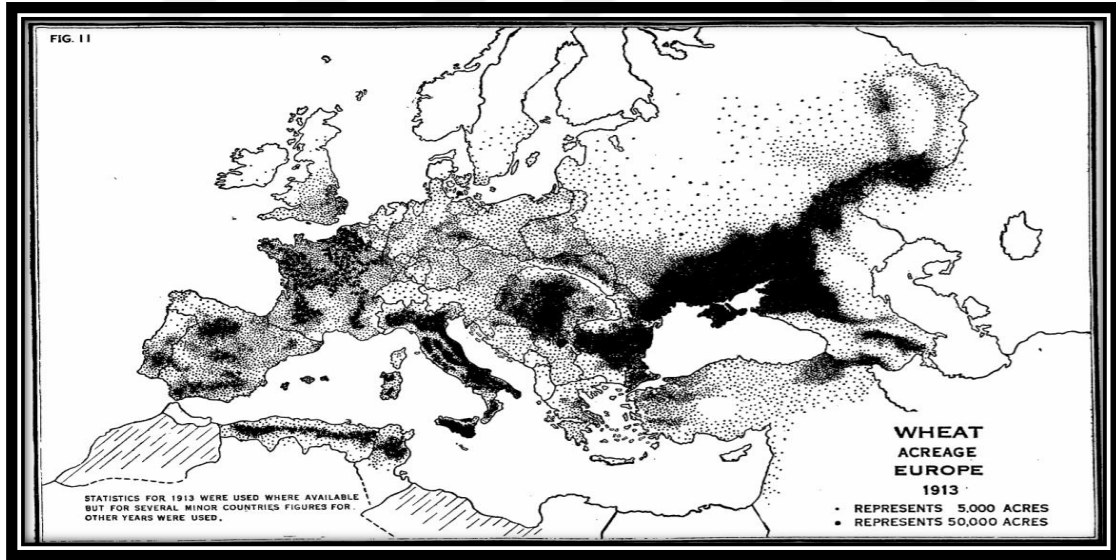 FIG. 11
WHEAT
ACREAGE
EUROPE
1913
• REPRESENTS 5,000 ACRES
● REPRESENTS 50,000 ACRES
STATISTICS FOR 1913 WERE USED WHERE AVAILABLE
BUT FOR SEVERAL MINOR COUNTRIES FIGURES FOR
OTHER YEARS WERE USED.